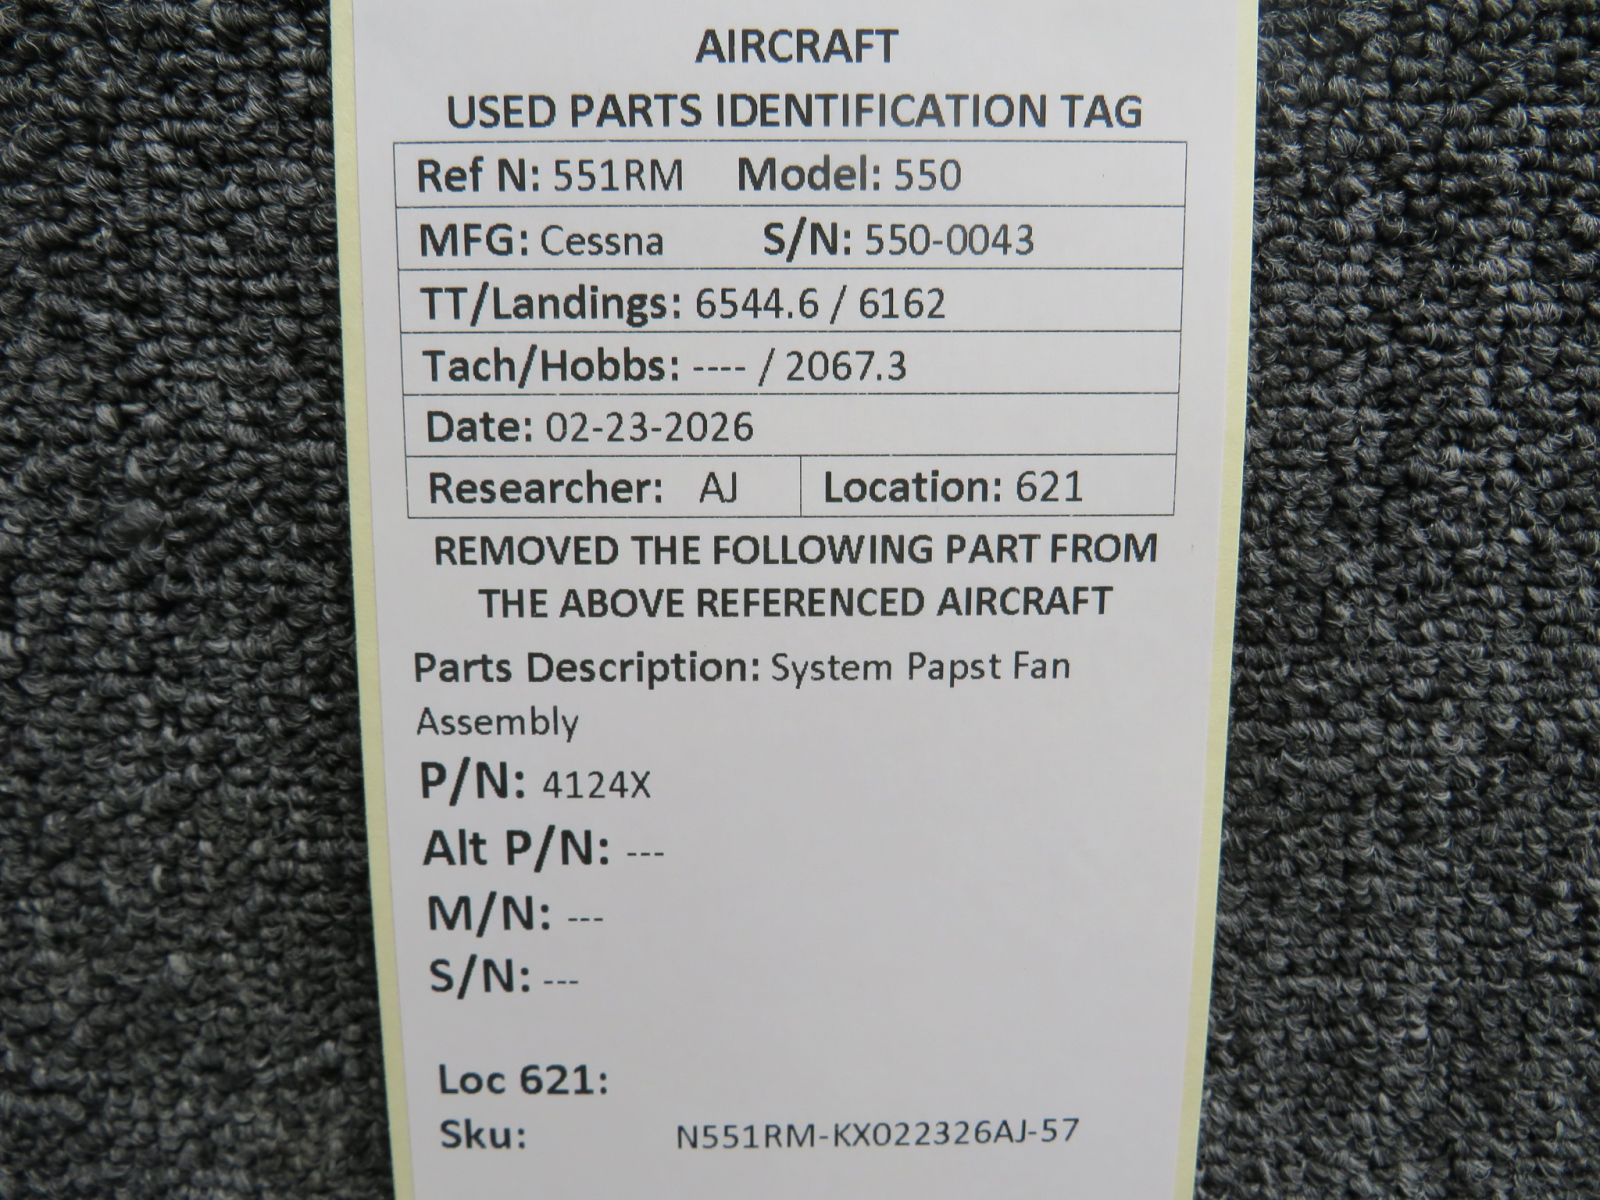 AIRCRAFT
USED PARTS IDENTIFICATION TAG
Ref N: 551RM Model: 550
MFG: Cessna S/N: 550-0043
TT/Landings: 6544.6 / 6162
Tach/Hobbs: ---- / 2067.3
Date: 02-23-2026
Researcher: AJ Location: 621
REMOVED THE FOLLOWING PART FROM
THE ABOVE REFERENCED AIRCRAFT
Parts Description: System Papst Fan
Assembly
P/N: 4124X
Alt P/N: ---
M/N: ---
S/N: ---
Loc 621:
Sku: N551RM-KX022326AJ-57